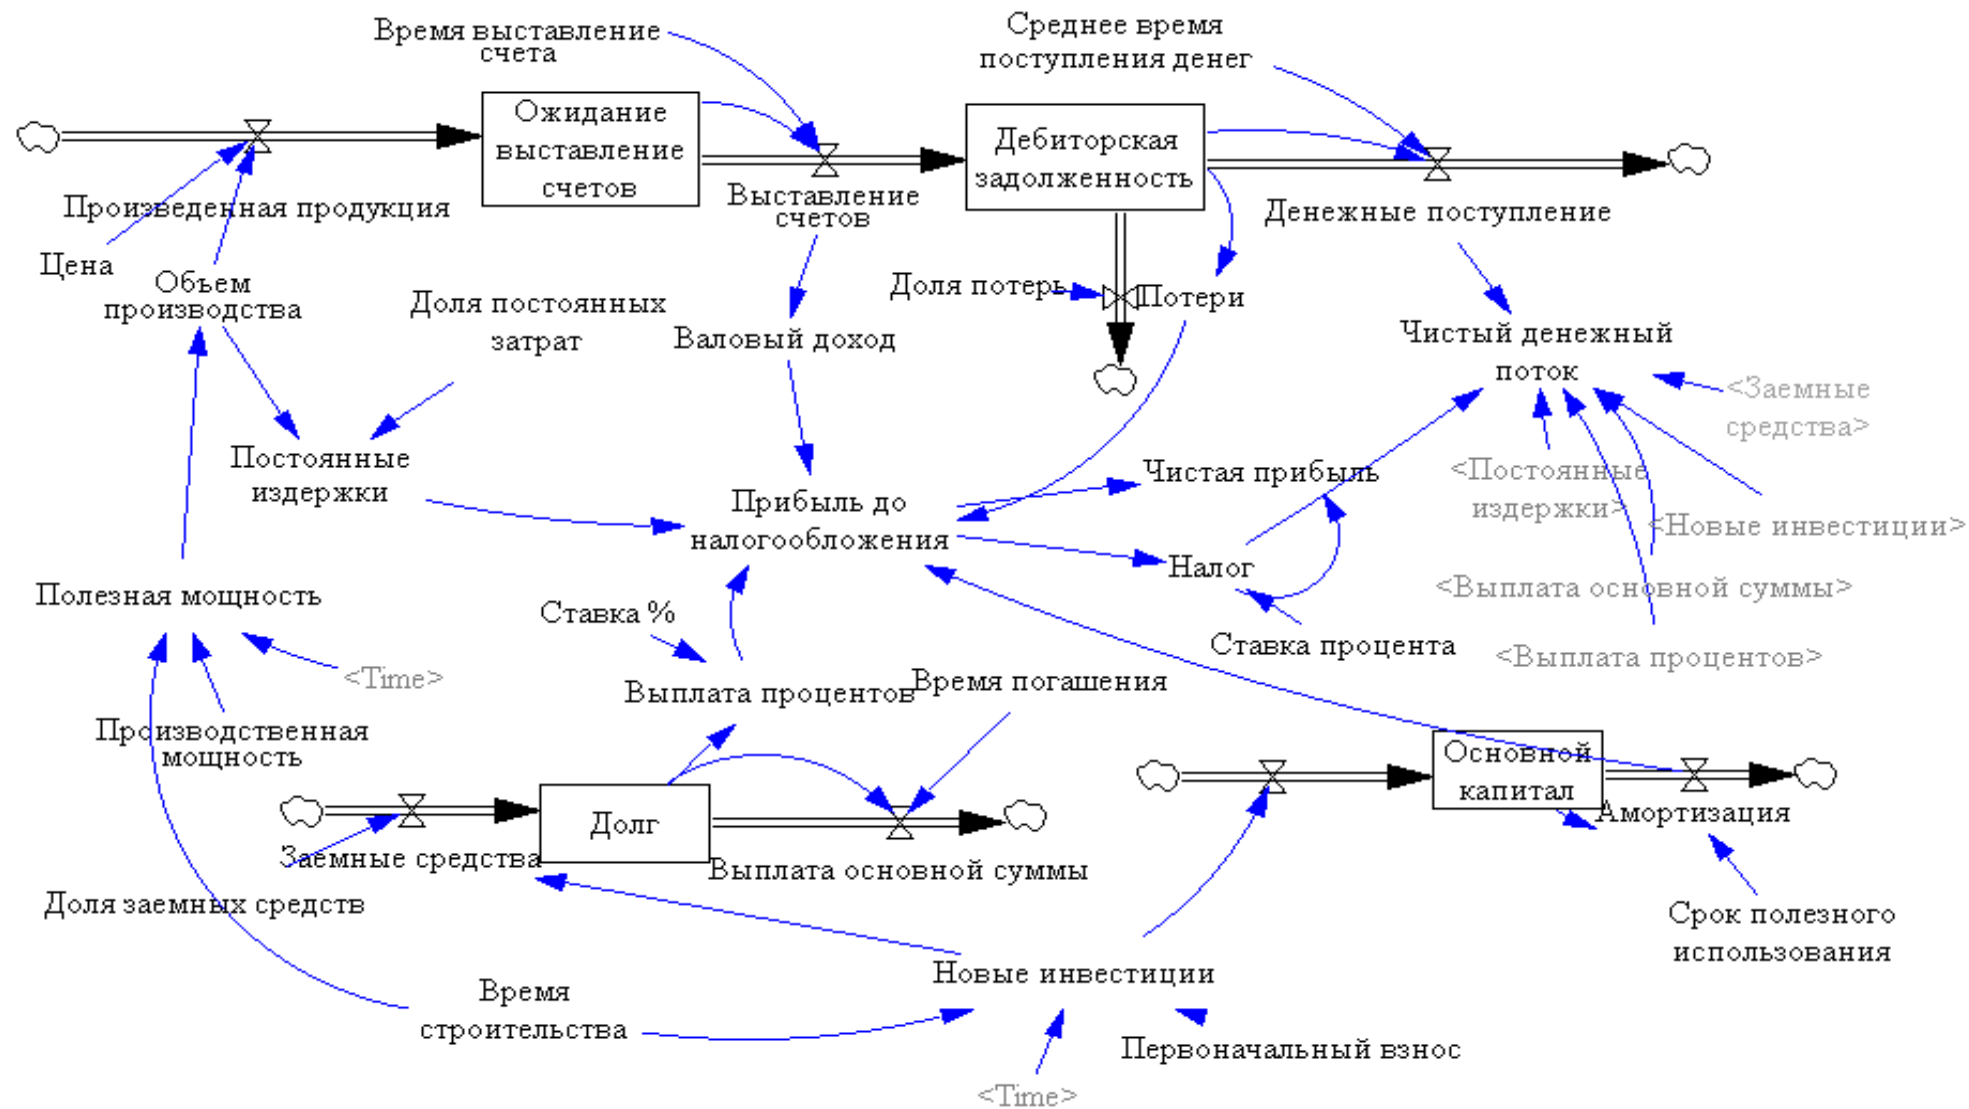 Время выставление
счета
Среднее время
поступления денег
Ожидание
выставление
счетов
Дебиторская
задолженность
Произведенная продукция
Выставление
счетов
Денежные поступление
Цена
Объем
производства
Доля постоянных
затрат
Доля потерь
Потери
Валовый доход
Чистый денежный
поток
<Заемные
средства>
Постоянные
издержки
Чистая прибыль
<Постоянные
издержки>
Прибыль до
налогообложения
<Новые инвестиции>
Налог
Полезная мощность
Ставка %
<Выплата основной суммы>
Ставка процента
<Выплата процентов>
<Time>
Выплата процентов
Время погашения
Производственная
мощность
Основной
капитал
Долг
Амортизация
Заемные средства
Выплата основной суммы
Доля заемных средств
Срок полезного
использования
Новые инвестиции
Время
строительства
Первоначальный взнос
<Time>